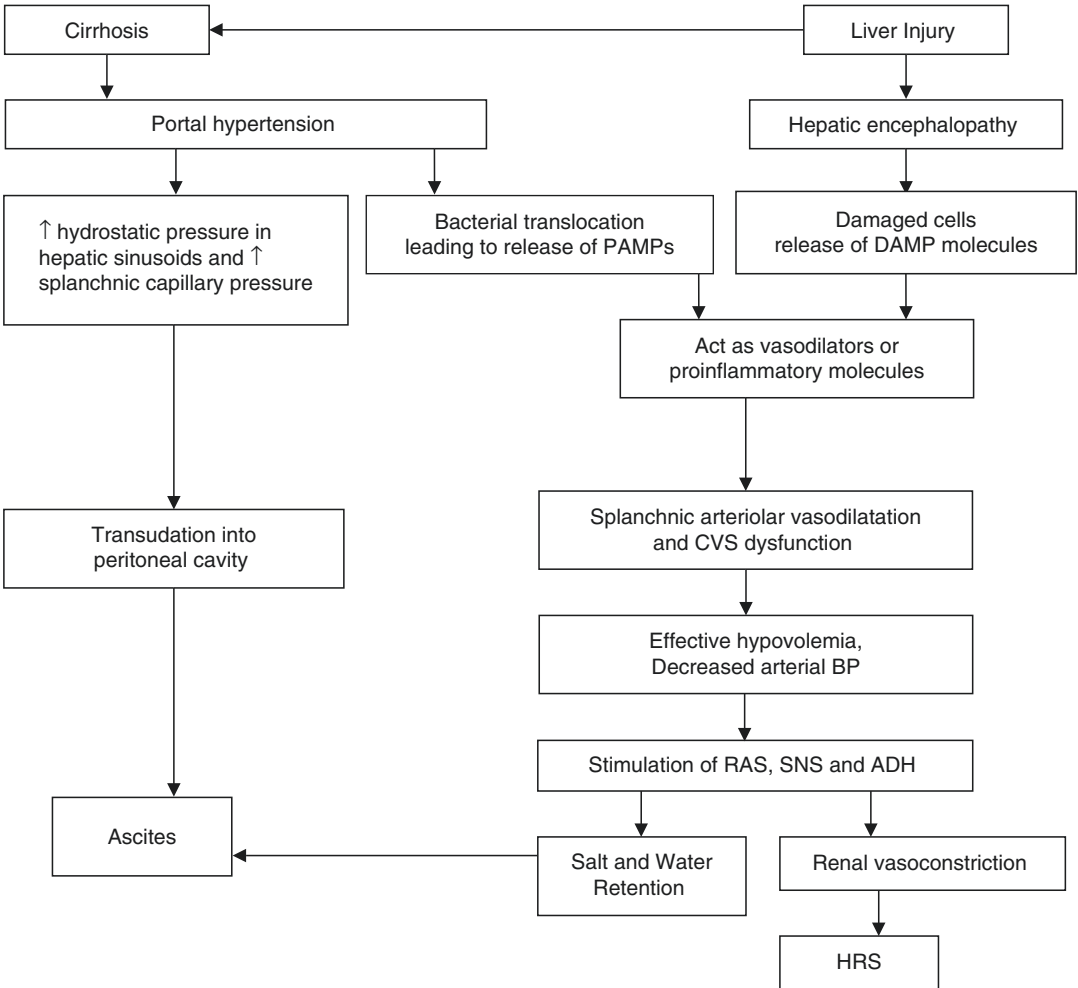 Cirrhosis
Liver Injury
Portal hypertension
Hepatic encephalopathy
↑ hydrostatic pressure in
hepatic sinusoids and ↑
splanchnic capillary pressure
Bacterial translocation
leading to release of PAMPs
Damaged cells
release of DAMP molecules
Act as vasodilators or
proinflammatory molecules
Transudation into
peritoneal cavity
Splanchnic arteriolar vasodilatation
and CVS dysfunction
Effective hypovolemia,
Decreased arterial BP
Stimulation of RAS, SNS and ADH
Ascites
Salt and Water
Retention
Renal vasoconstriction
HRS